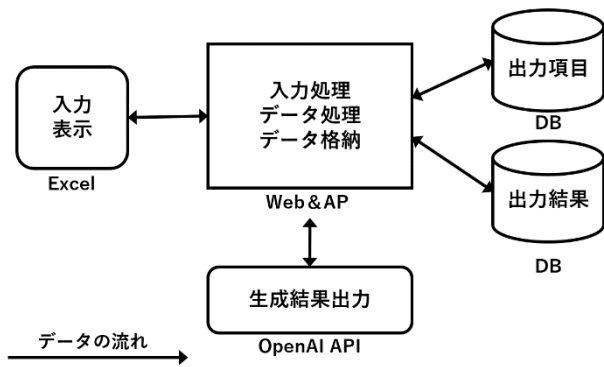 入力
表示
Excel
入力処理
データ処理
データ格納
Web&AP
出力項目
DB
出力結果
DB
生成結果出力
OpenAI API
データの流れ